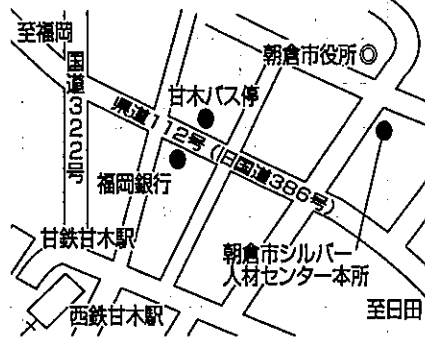 至福岡
国道322号
朝倉市役所
甘木バス停
県道112号(旧国道386号)
福岡銀行
甘鉄甘木駅
朝倉市シルバー
人材センター本所
西鉄甘木駅
至日田